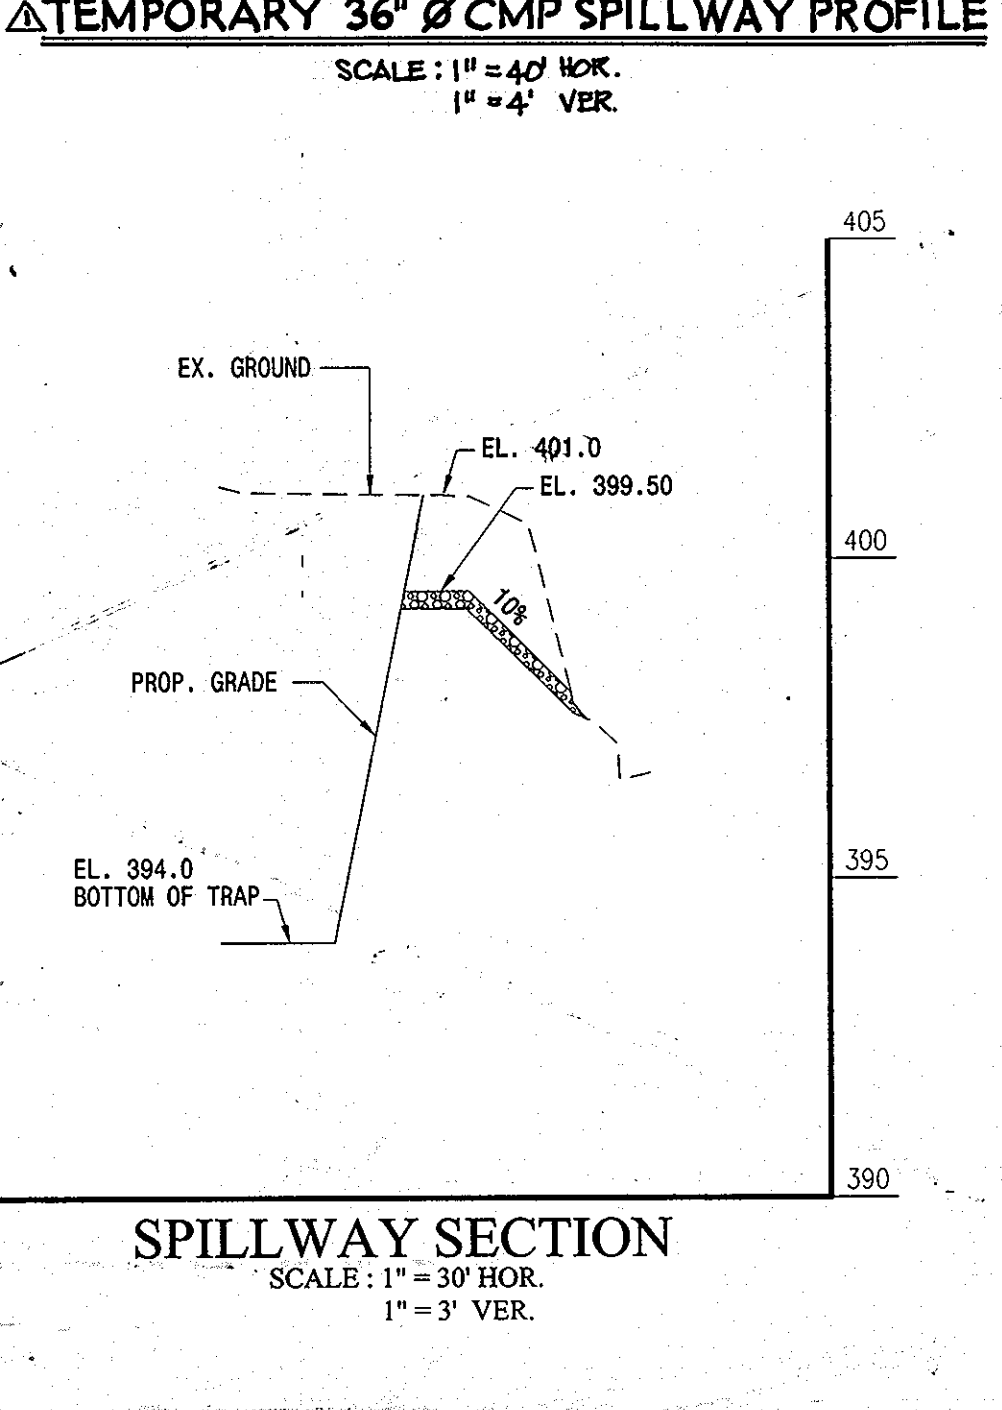 ⚠1 TEMPORARY 36" Ø CMP SPILLWAY PROFILE
SCALE: 1" = 40' HOR.
1" = 4' VER.
405
EX. GROUND
EL. 401.0
EL. 399.50
400
10%
PROP. GRADE
395
EL. 394.0
BOTTOM OF TRAP
390
SPILLWAY SECTION
SCALE : 1" = 30' HOR.
1" = 3' VER.